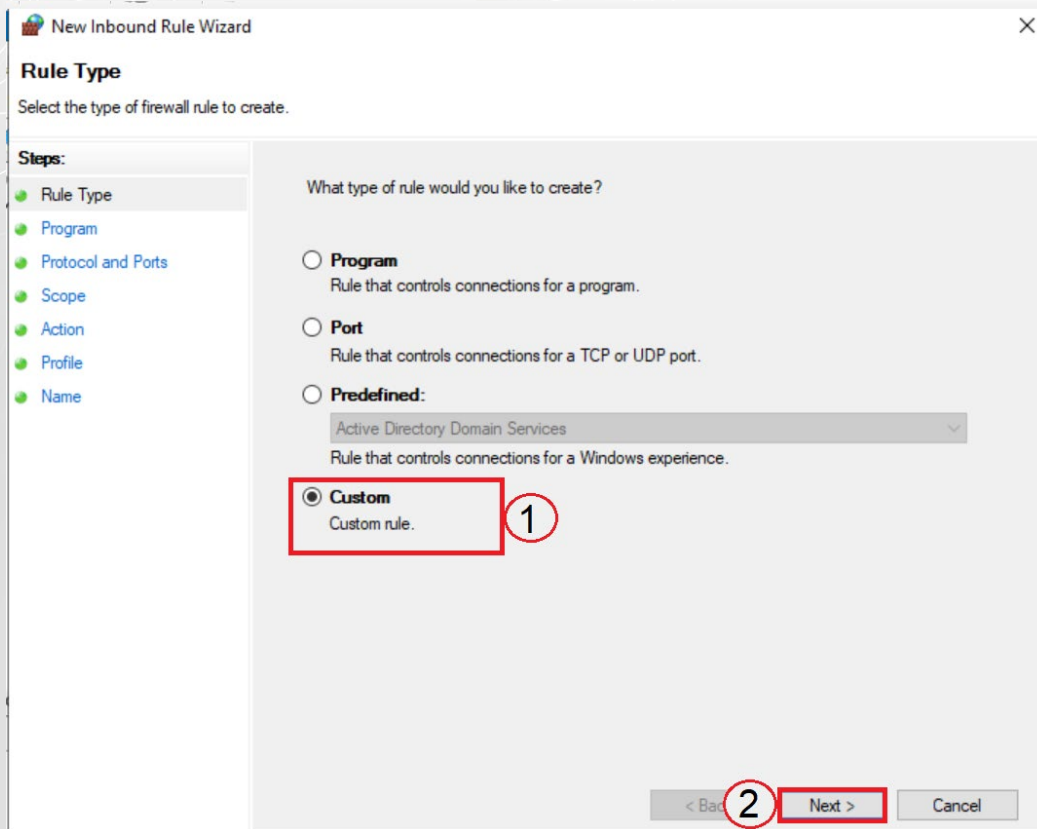 New Inbound Rule Wizard
Rule Type
Select the type of firewall rule to create.
Steps:
Rule Type
Program
Protocol and Ports
Scope
Action
Profile
Name
What type of rule would you like to create?
Program
Rule that controls connections for a program.
Port
Rule that controls connections for a TCP or UDP port.
Predefined:
Active Directory Domain Services
Rule that controls connections for a Windows experience.
Custom
Custom rule.
1
2
Next >
Cancel